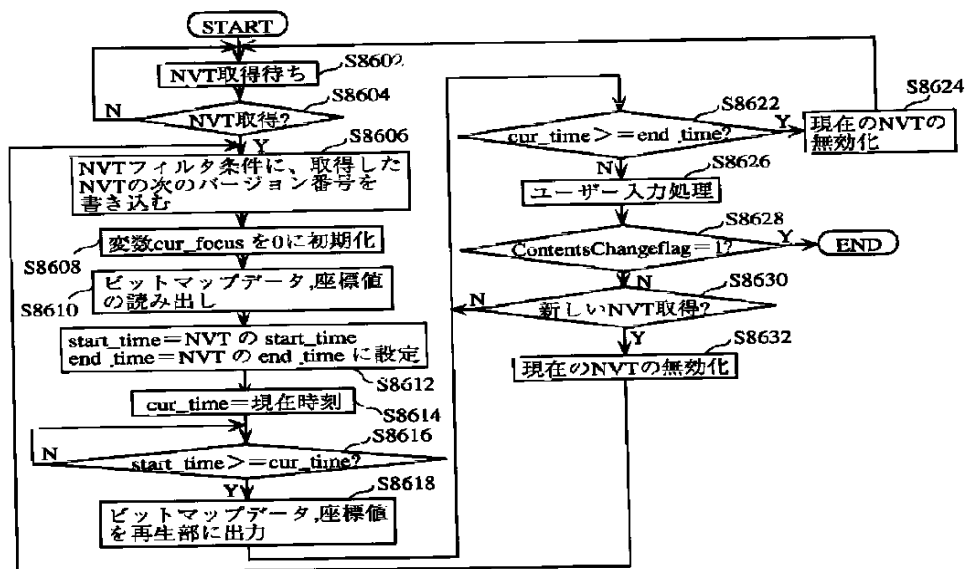 START
NVT取得待ち
S8602
N
NVT取得?
S8604
Y
S8606
NVTフィルタ条件に、取得した
NVTの次のバージョン番号を
書き込む
変数cur_focusを0に初期化
S8608
ビットマップデータ,座標値
の読み出し
S8610
start_time=NVT の start_time
end_time=NVT の end_time に設定
S8612
cur_time=現在時刻
S8614
S8616
N
start_time>=cur_time?
Y
S8618
ビットマップデータ,座標値
を再生部に出力
S8622
cur_time>=end_time?
Y
S8624
現在のNVTの
無効化
N
S8626
ユーザー入力処理
S8628
ContentsChangeflag=1?
Y
END
N
S8630
N
新しいNVT取得?
Y
S8632
現在のNVTの無効化